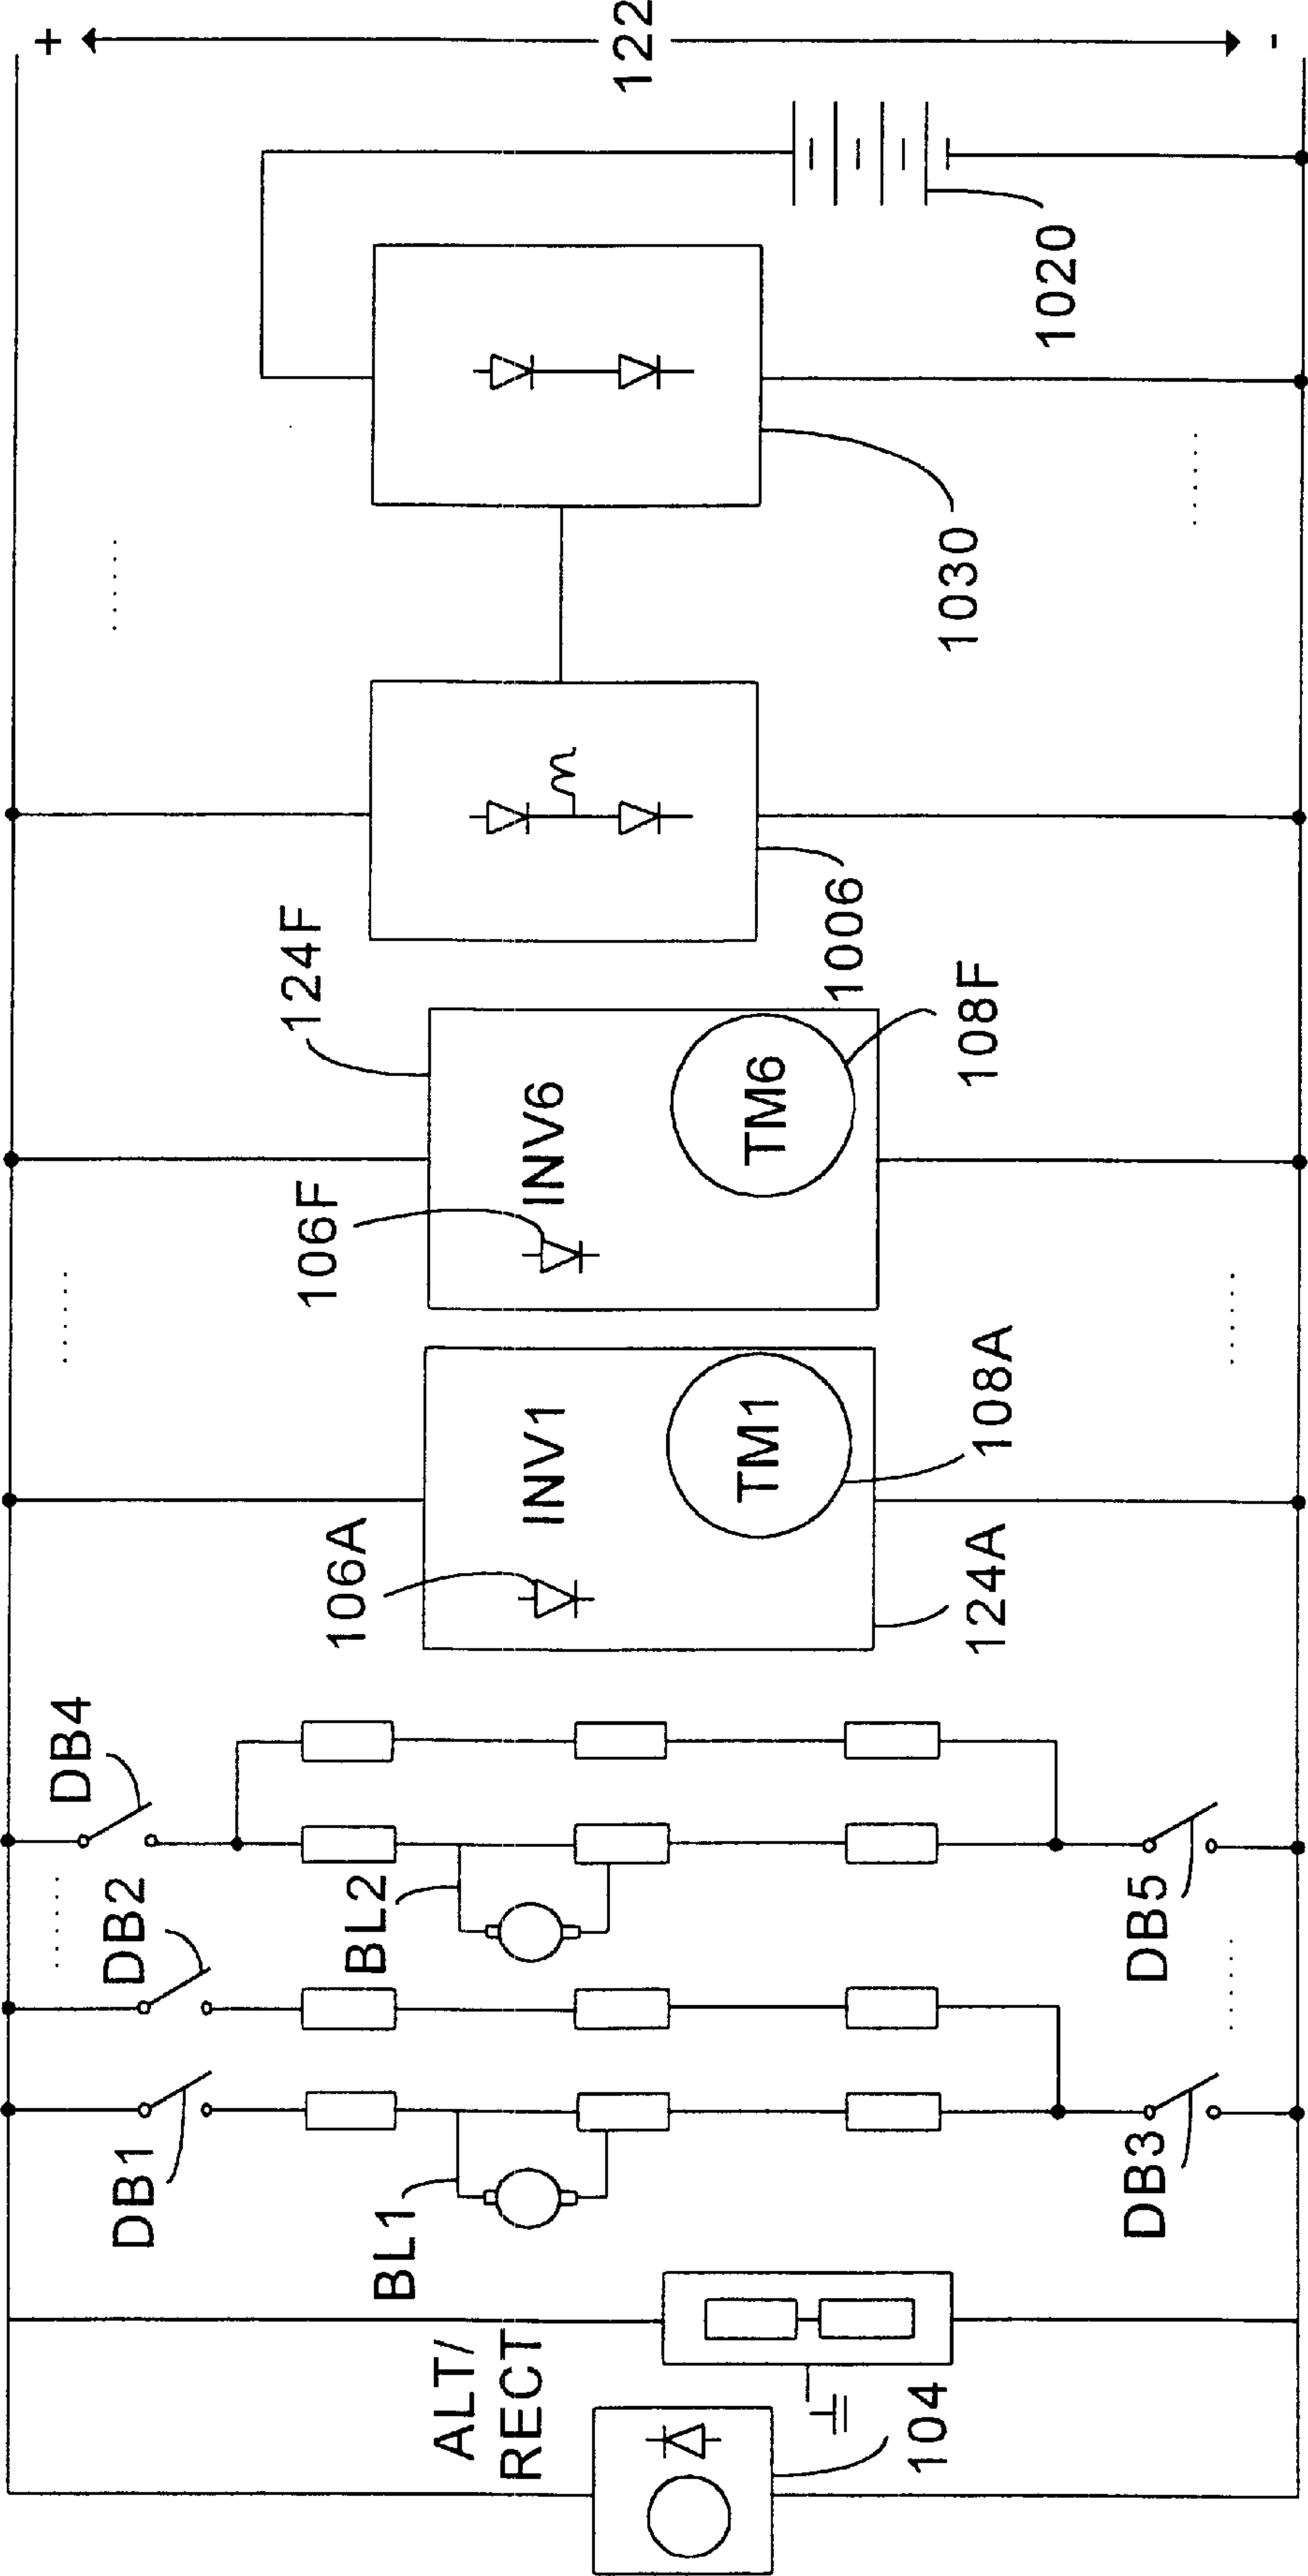 +
122
-
1020
1030
1006
124F
106F
INV6
TM6
108F
106A
INV1
TM1
108A
124A
DB4
DB2
BL2
DB5
DB1
BL1
DB3
ALT/
RECT
104